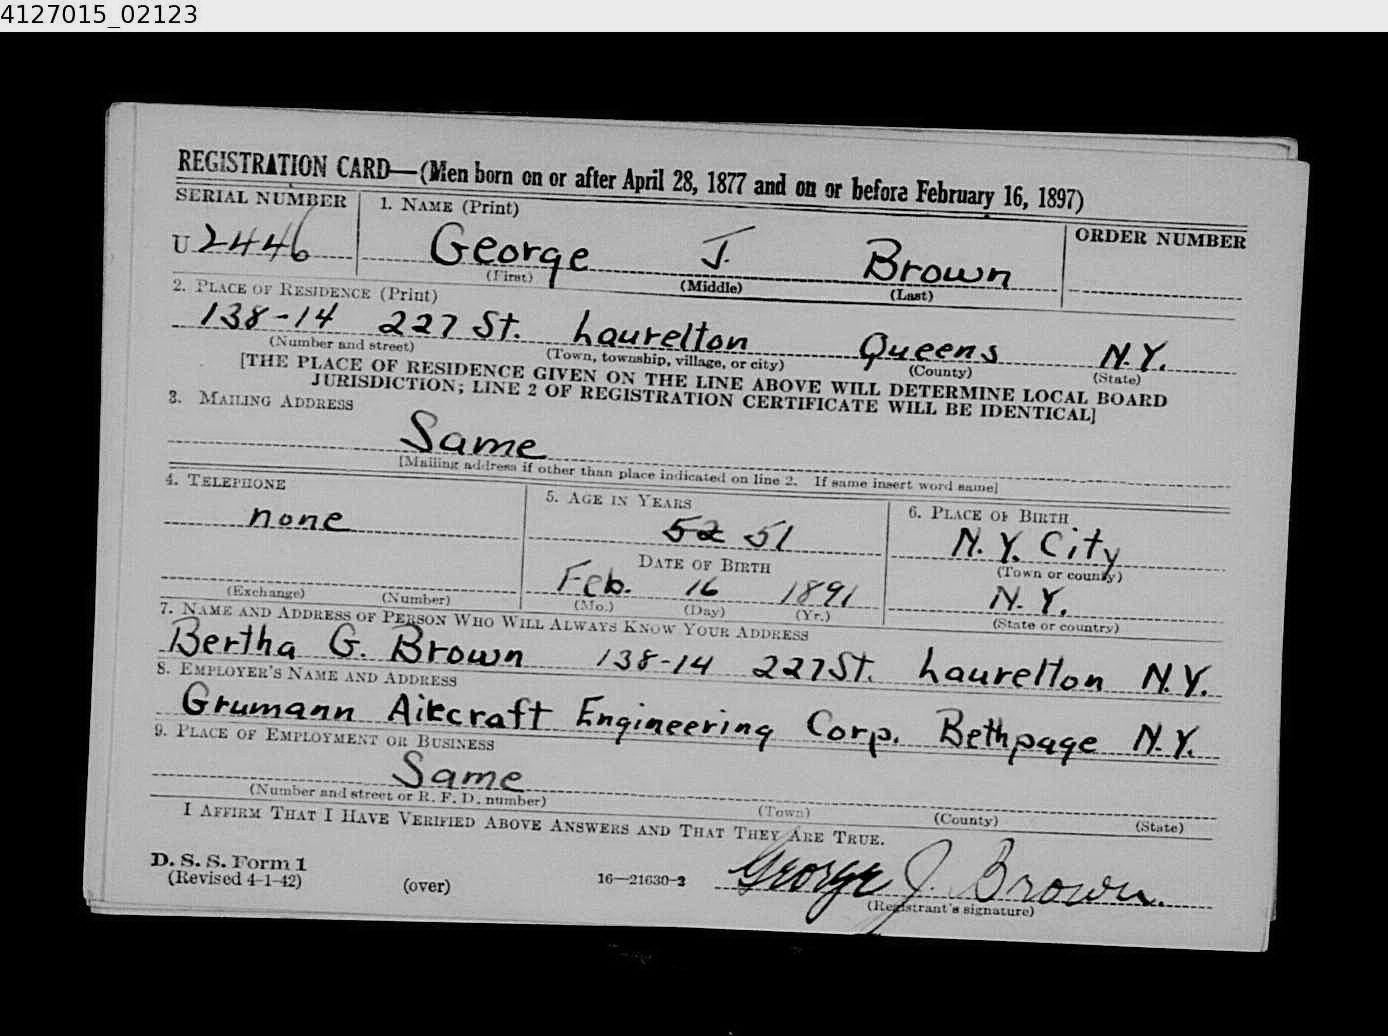 4127015_02123
REGISTRATION CARD—(Men born on or after April 28, 1877 and on or before February 16, 1897)
SERIAL NUMBER 1. NAME (Print) ORDER NUMBER
U 2446 George J. Brown
(First) (Middle) (Last)
2. PLACE OF RESIDENCE (Print)
138-14 227 St. Laurelton Queens N.Y.
(Number and street) (Town, township, village, or city) (County) (State)
[THE PLACE OF RESIDENCE GIVEN ON THE LINE ABOVE WILL DETERMINE LOCAL BOARD
JURISDICTION; LINE 2 OF REGISTRATION CERTIFICATE WILL BE IDENTICAL]
3. MAILING ADDRESS
Same
[Mailing address if other than place indicated on line 2. If same insert word same]
4. TELEPHONE 5. AGE IN YEARS 6. PLACE OF BIRTH
none 52 51 N.Y. City
DATE OF BIRTH (Town or county)
Feb. 16 1891 N.Y.
(Exchange) (Number) (Mo.) (Day) (Yr.) (State or country)
7. NAME AND ADDRESS OF PERSON WHO WILL ALWAYS KNOW YOUR ADDRESS
Bertha G. Brown 138-14 227 St. Laurelton N.Y.
8. EMPLOYER'S NAME AND ADDRESS
Grumann Aircraft Engineering Corp. Bethpage N.Y.
9. PLACE OF EMPLOYMENT OR BUSINESS
Same
(Number and street or R. F. D. number) (Town) (County) (State)
I AFFIRM THAT I HAVE VERIFIED ABOVE ANSWERS AND THAT THEY ARE TRUE.
D. S. S. Form 1
(Revised 4-1-42) (over) 16—21630-2 George J. Brown.
(Registrant's signature)